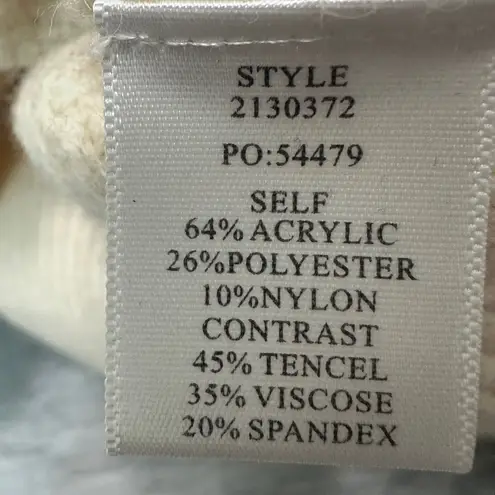 STYLE
2130372
PO:54479
SELF
64% ACRYLIC
26%POLYESTER
10%NYLON
CONTRAST
45% TENCEL
35% VISCOSE
20% SPANDEX